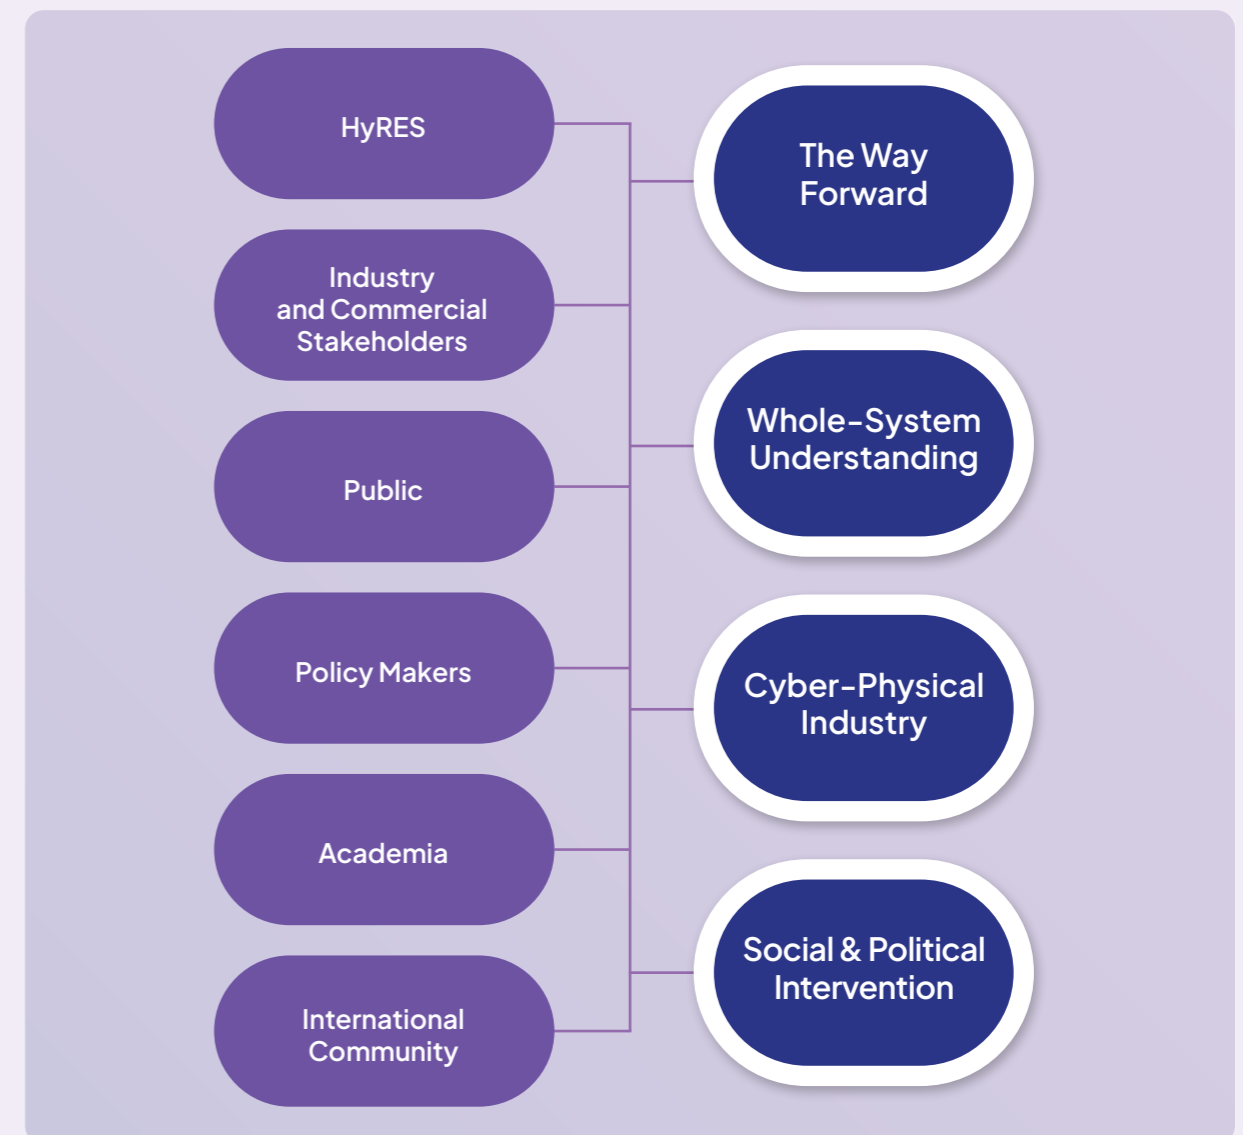 HyRES
Industry
and Commercial
Stakeholders
Public
Policy Makers
Academia
International
Community
The Way
Forward
Whole-System
Understanding
Cyber-Physical
Industry
Social & Political
Intervention